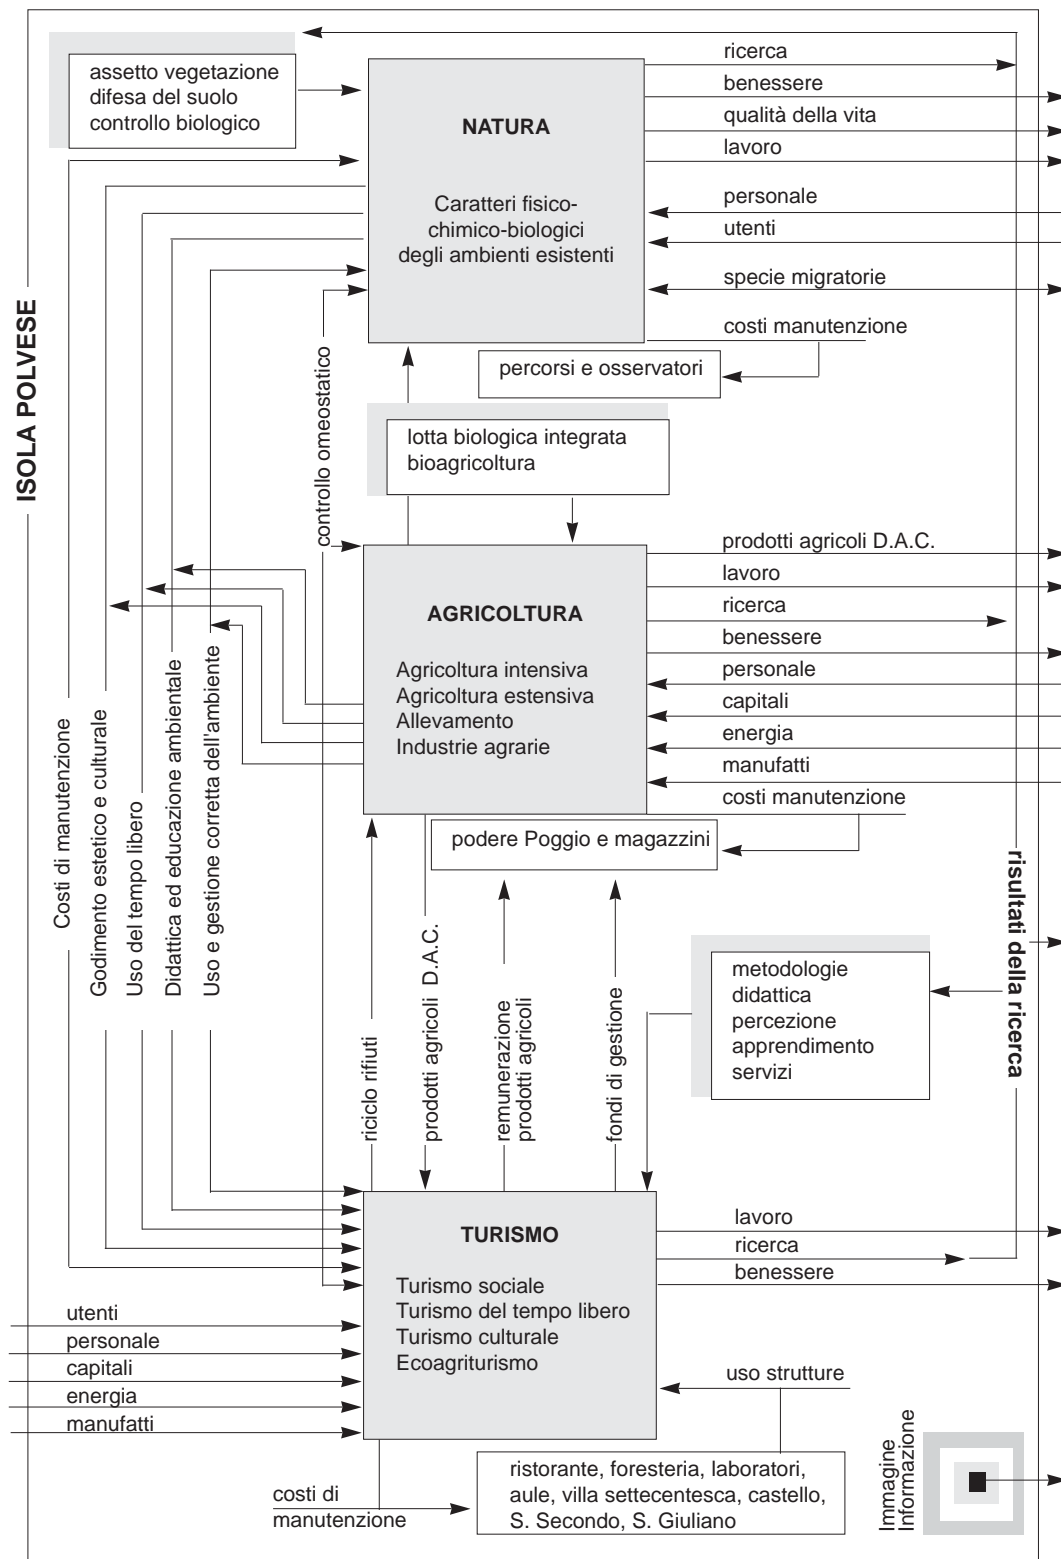 ISOLA POLVESE
assetto vegetazione
difesa del suolo
controllo biologico
NATURA
Caratteri fisico-
chimico-biologici
degli ambienti esistenti
ricerca
benessere
qualità della vita
lavoro
personale
utenti
specie migratorie
costi manutenzione
percorsi e osservatori
controllo omeostatico
lotta biologica integrata
bioagricoltura
AGRICOLTURA
Agricoltura intensiva
Agricoltura estensiva
Allevamento
Industrie agrarie
prodotti agricoli D.A.C.
lavoro
ricerca
benessere
personale
capitali
energia
manufatti
costi manutenzione
podere Poggio e magazzini
Costi di manutenzione
Godimento estetico e culturale
Uso del tempo libero
Didattica ed educazione ambientale
Uso e gestione corretta dell'ambiente
riciclo rifiuti
prodotti agricoli D.A.C.
remunerazione
prodotti agricoli
fondi di gestione
metodologie
didattica
percezione
apprendimento
servizi
risultati della ricerca
TURISMO
Turismo sociale
Turismo del tempo libero
Turismo culturale
Ecoagriturismo
lavoro
ricerca
benessere
utenti
personale
capitali
energia
manufatti
uso strutture
costi di
manutenzione
ristorante, foresteria, laboratori,
aule, villa settecentesca, castello,
S. Secondo, S. Giuliano
Immagine
Informazione